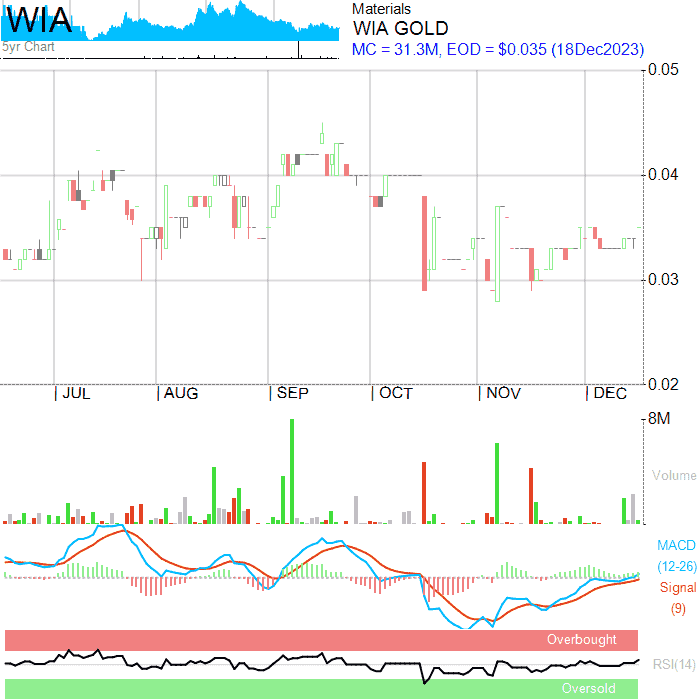 WIA
5yr Chart
Materials
WIA GOLD
MC = 31.3M, EOD = $0.035 (18Dec2023)
0.05
0.04
0.03
0.02
JUL AUG SEP OCT NOV DEC
8M
Volume
MACD
(12-26)
Signal
(9)
Overbought
RSI(14)
Oversold